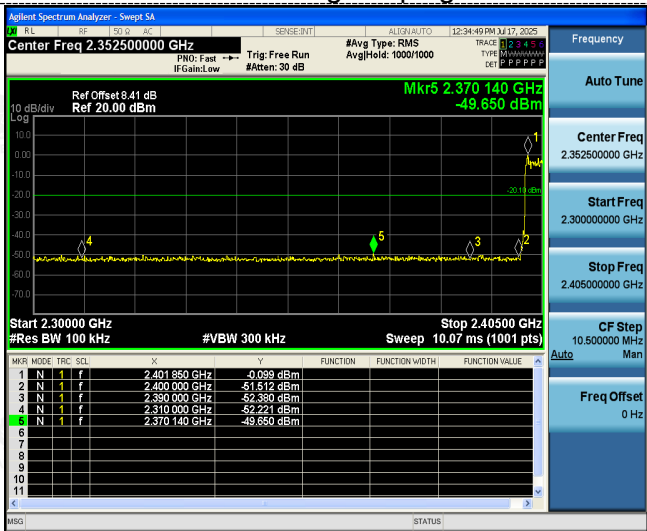 Agilent Spectrum Analyzer - Swept SA
RL RF 50 Ω AC SENSE:INT ALIGN AUTO 12:34:49 PM Jul 17, 2025
Center Freq 2.352500000 GHz
PNO: Fast
IFGain:Low
Trig: Free Run
#Atten: 30 dB
#Avg Type: RMS
Avg|Hold: 1000/1000
TRACE 1 2 3 4 5 6
TYPE M W W W W W
DET P P P P P P
Frequency
Mkr5 2.370 140 GHz
-49.650 dBm
Ref Offset 8.41 dB
10 dB/div Ref 20.00 dBm
Log
10.0
0.00
-10.0
-20.0
-30.0
-40.0
-50.0
-60.0
-70.0
1
-20.10 dBm
4
5
3
2
Start 2.30000 GHz Stop 2.40500 GHz
#Res BW 100 kHz #VBW 300 kHz Sweep 10.07 ms (1001 pts)
MKR MODE TRC SCL X Y FUNCTION FUNCTION WIDTH FUNCTION VALUE
1 N 1 f 2.401 850 GHz -0.099 dBm
2 N 1 f 2.400 000 GHz -51.512 dBm
3 N 1 f 2.390 000 GHz -52.380 dBm
4 N 1 f 2.310 000 GHz -52.221 dBm
5 N 1 f 2.370 140 GHz -49.650 dBm
6
7
8
9
10
11
MSG STATUS
Auto Tune
Center Freq
2.352500000 GHz
Start Freq
2.300000000 GHz
Stop Freq
2.405000000 GHz
CF Step
10.500000 MHz
Auto Man
Freq Offset
0 Hz